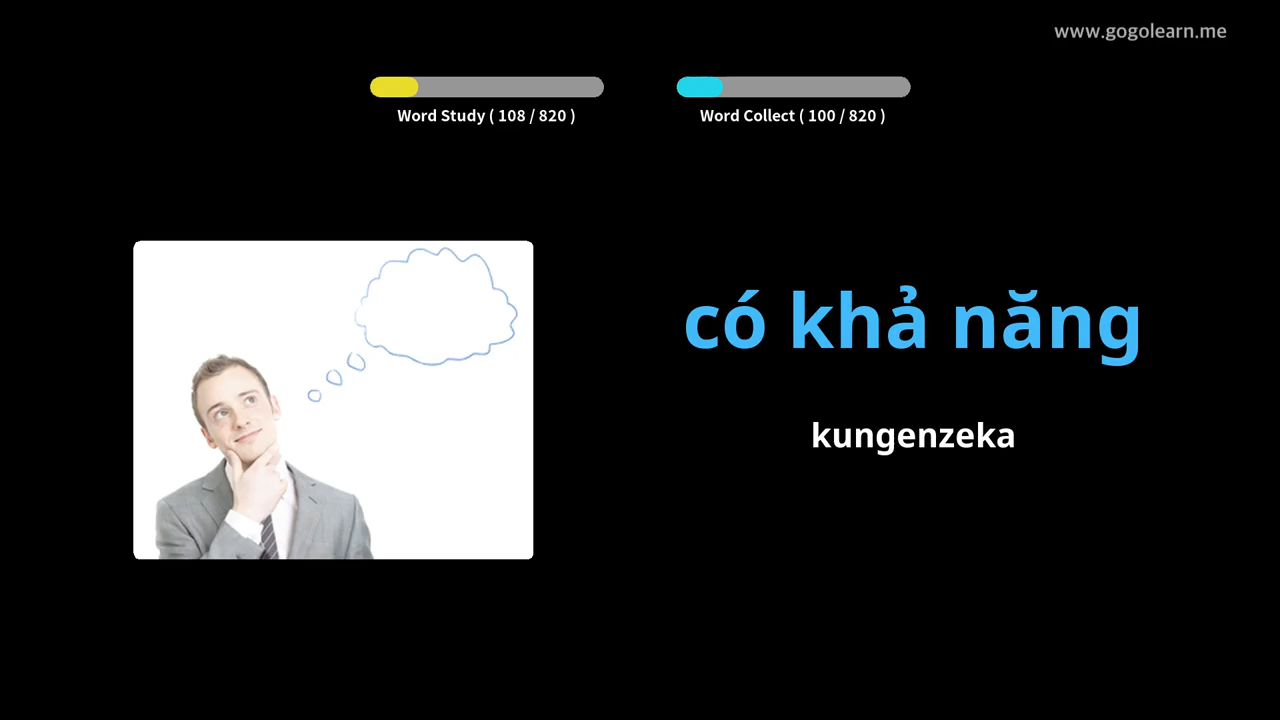 www.gogolearn.me
Word Study ( 108 / 820 )
Word Collect ( 100 / 820 )
có khả năng
kungenzeka